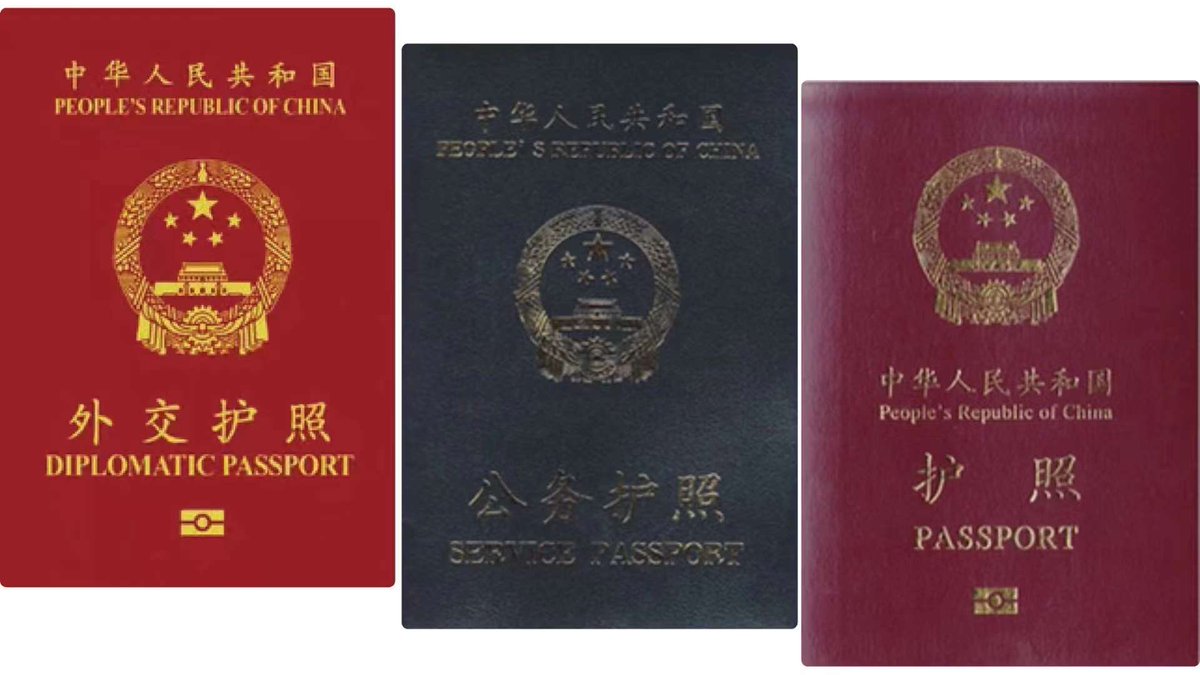 中华人民共和国
PEOPLE'S REPUBLIC OF CHINA
外交护照
DIPLOMATIC PASSPORT
中华人民共和国
PEOPLE'S REPUBLIC OF CHINA
公务护照
SERVICE PASSPORT
中华人民共和国
People's Republic of China
护照
PASSPORT